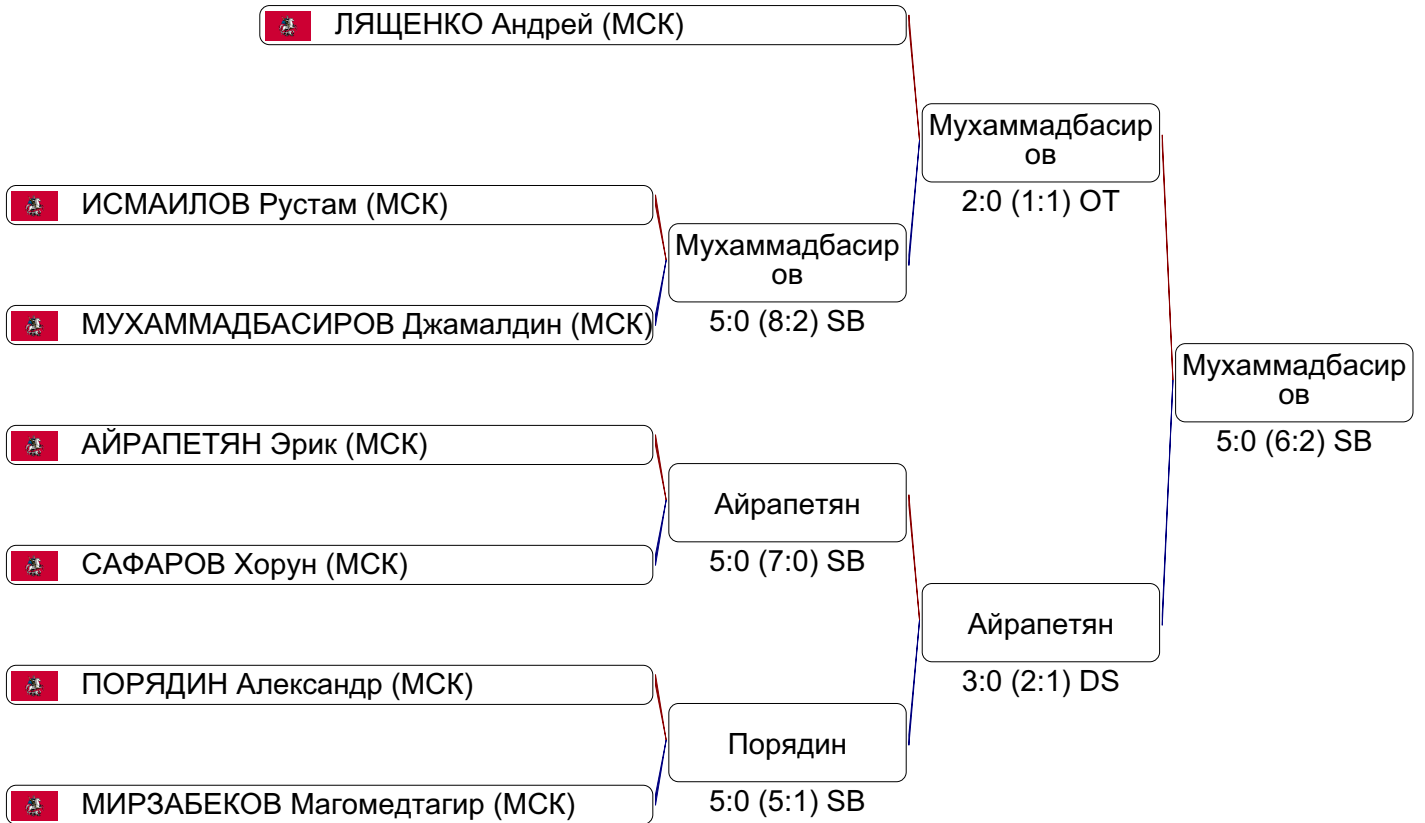 ЛЯЩЕНКО Андрей (МСК)
Мухаммадбасир
ов
2:0 (1:1) OT
ИСМАИЛОВ Рустам (МСК)
Мухаммадбасир
ов
5:0 (8:2) SB
МУХАММАДБАСИРОВ Джамалдин (МСК)
Мухаммадбасир
ов
5:0 (6:2) SB
АЙРАПЕТЯН Эрик (МСК)
Айрапетян
5:0 (7:0) SB
САФАРОВ Хорун (МСК)
Айрапетян
3:0 (2:1) DS
ПОРЯДИН Александр (МСК)
Порядин
5:0 (5:1) SB
МИРЗАБЕКОВ Магомедтагир (МСК)